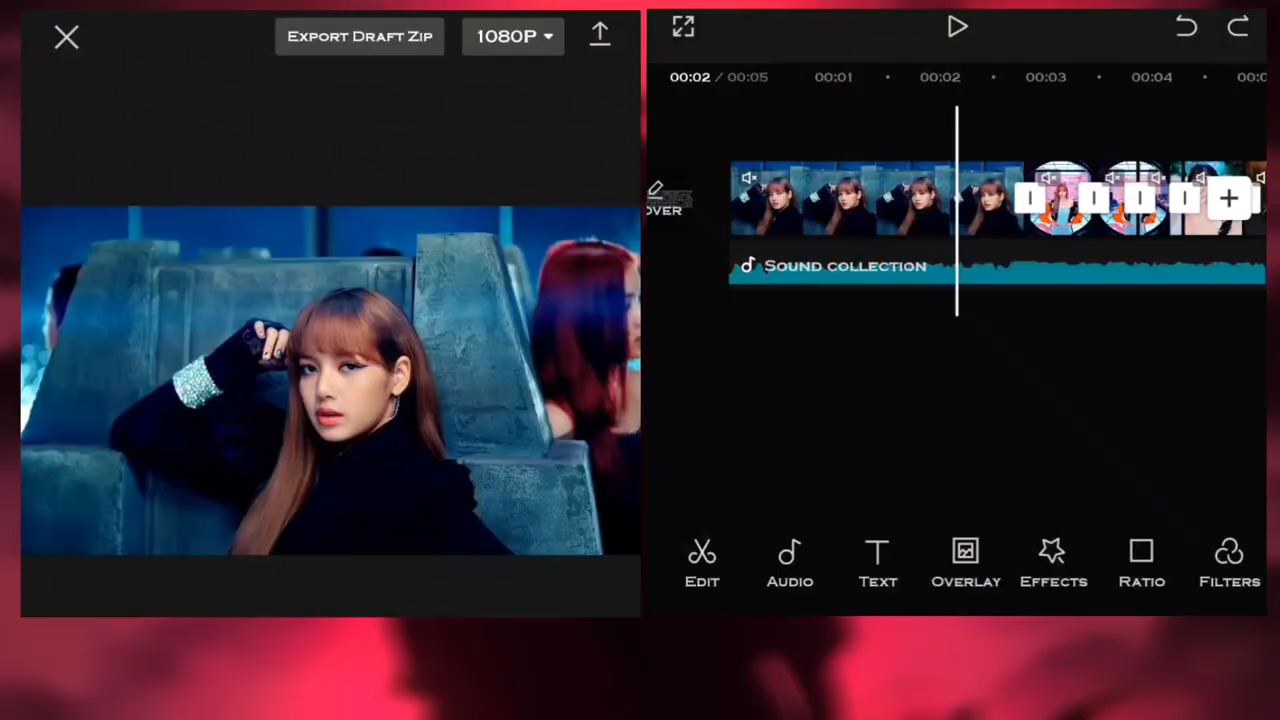 Export Draft Zip
1080P
00:02 / 00:05
00:01
00:02
00:03
00:04
Sound collection
Edit
Audio
Text
Overlay
Effects
Ratio
Filters